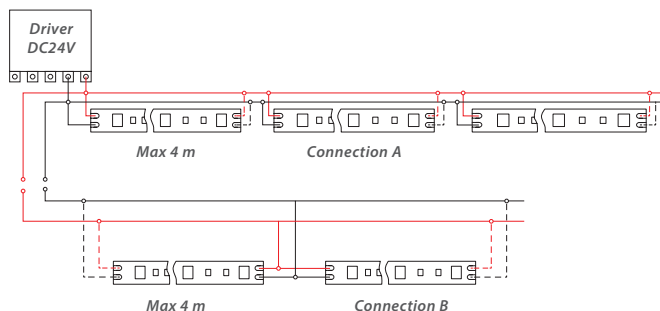 Driver
DC24V
Max 4 m
Connection A
Max 4 m
Connection B